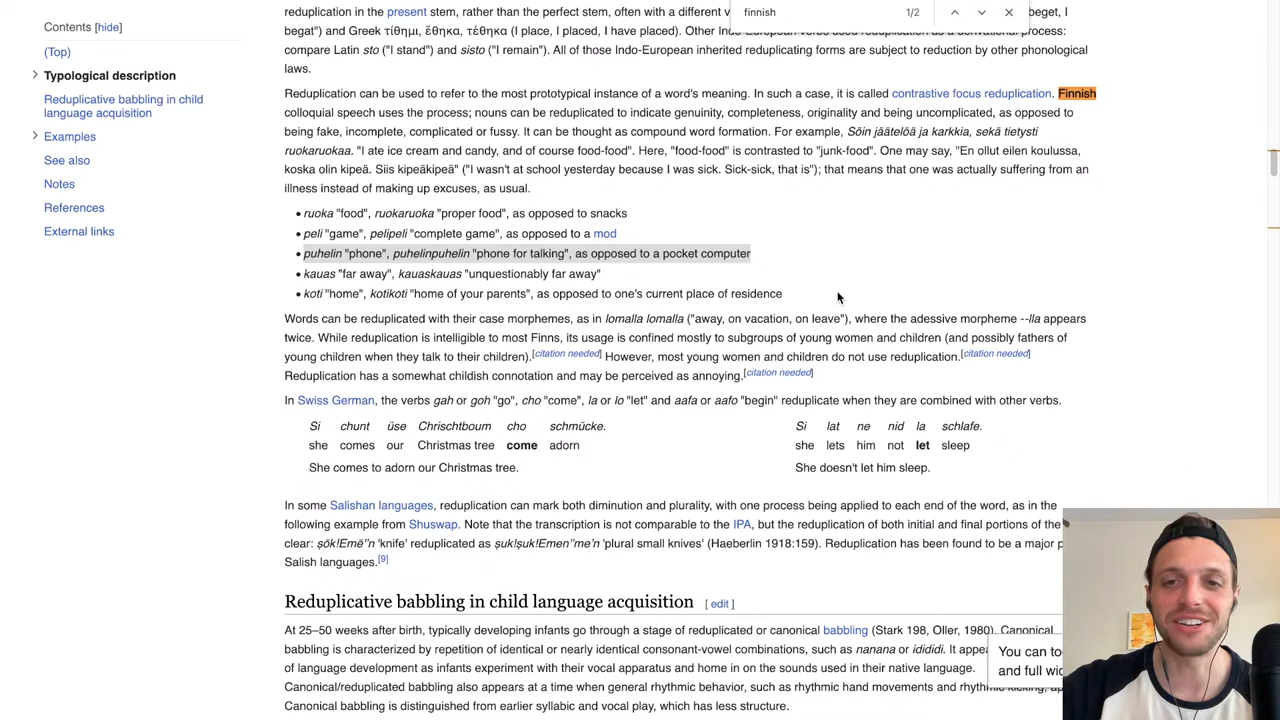 finnish
1/2
Contents [hide]
(Top)
Typological description
Reduplicative babbling in child
language acquisition
Examples
See also
Notes
References
External links
reduplication in the present stem, rather than the perfect stem, often with a different v beget, I
begat") and Greek τίθημι, ἔθηκα, τέθεικα (I place, I placed, I have placed). Other Indo-European verbs used reduplication as a derivational process:
compare Latin sto ("I stand") and sisto ("I remain"). All of those Indo-European inherited reduplicating forms are subject to reduction by other phonological
laws.
Reduplication can be used to refer to the most prototypical instance of a word's meaning. In such a case, it is called contrastive focus reduplication. Finnish
colloquial speech uses the process; nouns can be reduplicated to indicate genuinity, completeness, originality and being uncomplicated, as opposed to
being fake, incomplete, complicated or fussy. It can be thought as compound word formation. For example, Söin jäätelöä ja karkkia, sekä tietysti
ruokaruokaa. "I ate ice cream and candy, and of course food-food". Here, "food-food" is contrasted to "junk-food". One may say, "En ollut eilen koulussa,
koska olin kipeä. Siis kipeäkipeä" ("I wasn't at school yesterday because I was sick. Sick-sick, that is"); that means that one was actually suffering from an
illness instead of making up excuses, as usual.
• ruoka "food", ruokaruoka "proper food", as opposed to snacks
• peli "game", pelipeli "complete game", as opposed to a mod
• puhelin "phone", puhelinpuhelin "phone for talking", as opposed to a pocket computer
• kauas "far away", kauaskauas "unquestionably far away"
• koti "home", kotikoti "home of your parents", as opposed to one's current place of residence
Words can be reduplicated with their case morphemes, as in lomalla lomalla ("away, on vacation, on leave"), where the adessive morpheme --lla appears
twice. While reduplication is intelligible to most Finns, its usage is confined mostly to subgroups of young women and children (and possibly fathers of
young children when they talk to their children).[citation needed] However, most young women and children do not use reduplication.[citation needed]
Reduplication has a somewhat childish connotation and may be perceived as annoying.[citation needed]
In Swiss German, the verbs gah or goh "go", cho "come", la or lo "let" and aafa or aafo "begin" reduplicate when they are combined with other verbs.
Si chunt üse Chrischtboum cho schmücke.
she comes our Christmas tree come adorn
She comes to adorn our Christmas tree.
Si lat ne nid la schlafe.
she lets him not let sleep
She doesn't let him sleep.
In some Salishan languages, reduplication can mark both diminution and plurality, with one process being applied to each end of the word, as in the
following example from Shuswap. Note that the transcription is not comparable to the IPA, but the reduplication of both initial and final portions of the
clear: ṣōk!Emē''n 'knife' reduplicated as ṣuk!ṣuk!Emen''me'n 'plural small knives' (Haeberlin 1918:159). Reduplication has been found to be a major p
Salish languages.[9]
Reduplicative babbling in child language acquisition [ edit ]
At 25–50 weeks after birth, typically developing infants go through a stage of reduplicated or canonical babbling (Stark 198, Oller, 1980). Canonical
babbling is characterized by repetition of identical or nearly identical consonant-vowel combinations, such as nanana or idididi. It appe
of language development as infants experiment with their vocal apparatus and home in on the sounds used in their native language.
Canonical/reduplicated babbling also appears at a time when general rhythmic behavior, such as rhythmic hand movements and rhythmic kicking, ap
Canonical babbling is distinguished from earlier syllabic and vocal play, which has less structure.
You can to
and full wid